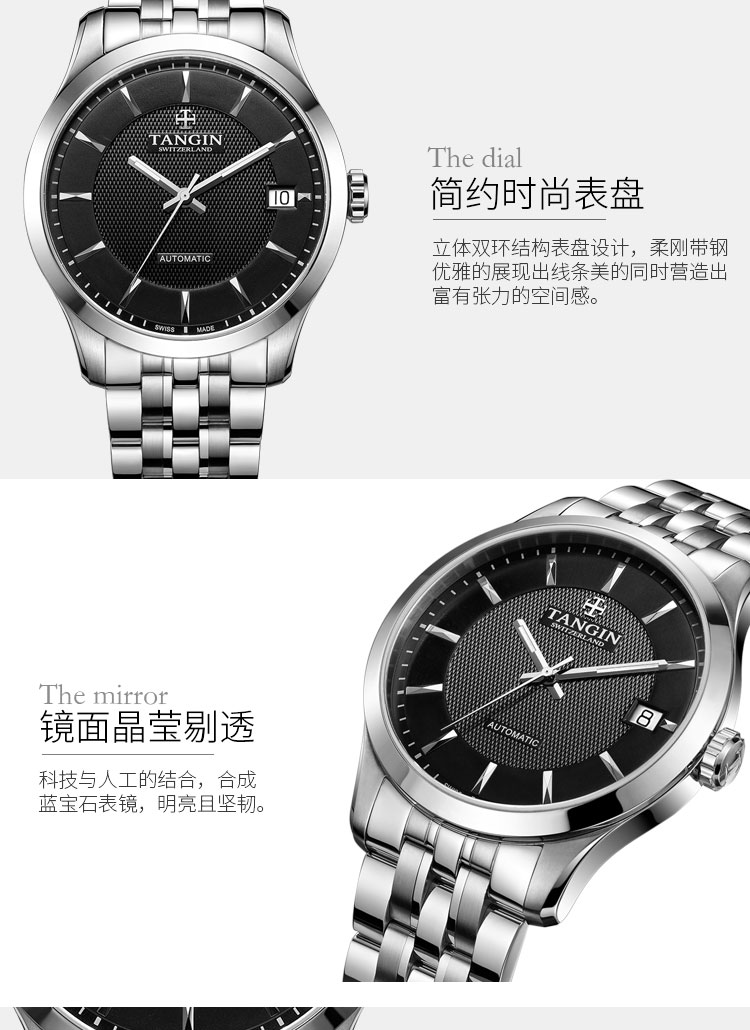 TANGIN
SWITZERLAND
10
AUTOMATIC
SWISS MADE
The dial
简约时尚表盘
立体双环结构表盘设计，柔刚带钢
优雅的展现出线条美的同时营造出
富有张力的空间感。
TANGIN
SWITZERLAND
8
AUTOMATIC
The mirror
镜面晶莹剔透
科技与人工的结合，合成
蓝宝石表镜，明亮且坚韧。